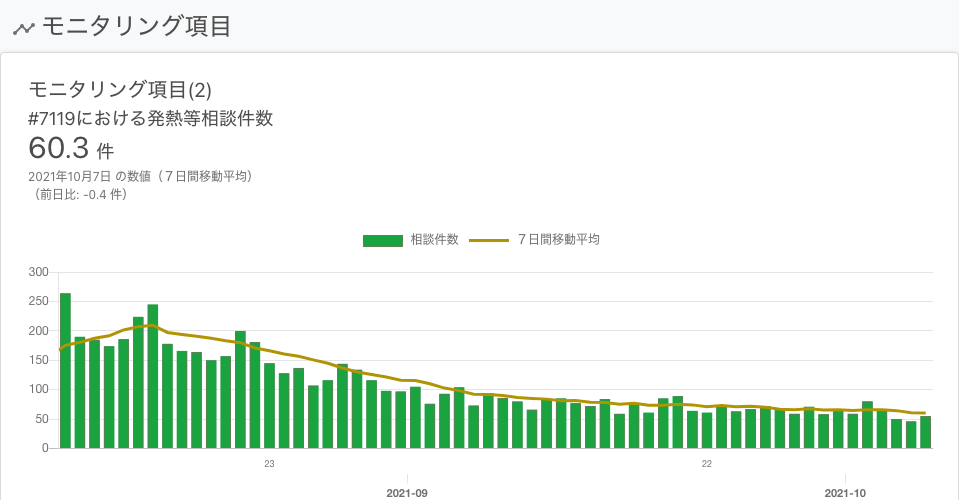 モニタリング項目
モニタリング項目(2)
#7119における発熱等相談件数
60.3 件
2021年10月7日 の数値（７日間移動平均）
（前日比: -0.4 件）
相談件数 ７日間移動平均
300
250
200
150
100
50
0
23 22
2021-09 2021-10